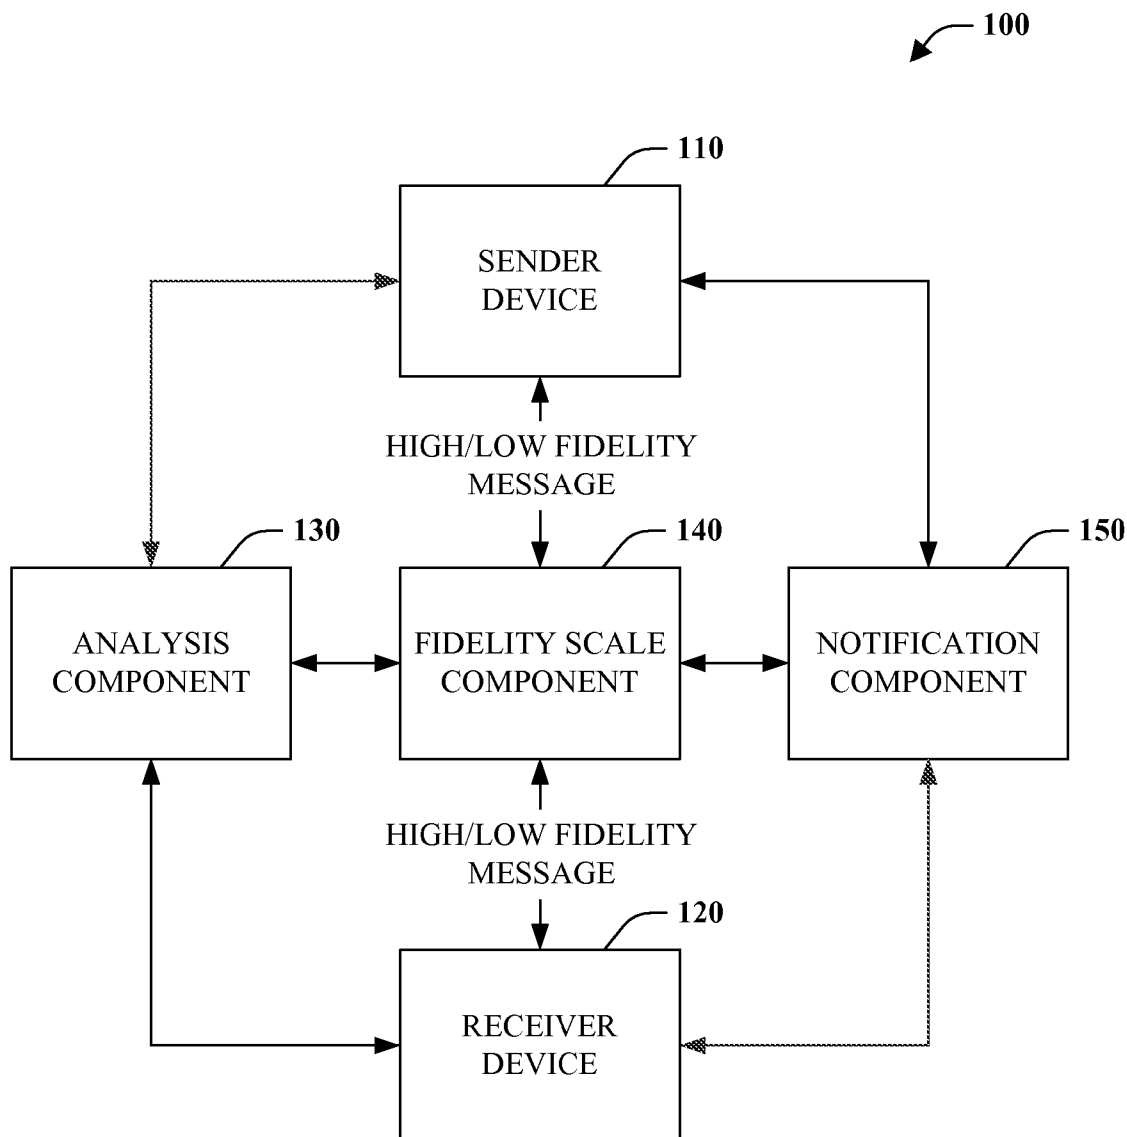 100
110
SENDER
DEVICE
HIGH/LOW FIDELITY
MESSAGE
130
140
150
ANALYSIS
COMPONENT
FIDELITY SCALE
COMPONENT
NOTIFICATION
COMPONENT
HIGH/LOW FIDELITY
MESSAGE
120
RECEIVER
DEVICE